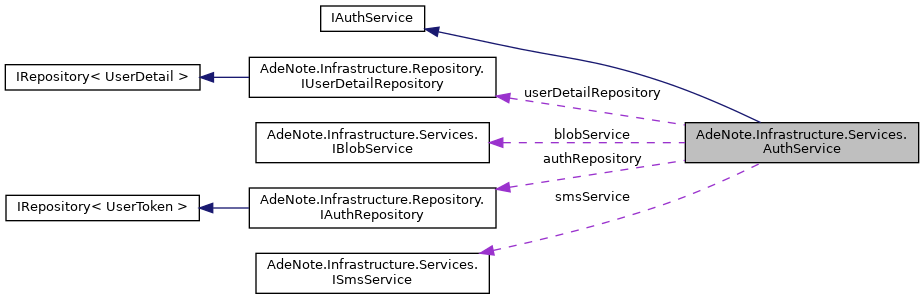 IAuthService
IRepository< UserDetail >
AdeNote.Infrastructure.Repository.
IUserDetailRepository
userDetailRepository
AdeNote.Infrastructure.Services.
AuthService
AdeNote.Infrastructure.Services.
IBlobService
blobService
authRepository
IRepository< UserToken >
AdeNote.Infrastructure.Repository.
IAuthRepository
smsService
AdeNote.Infrastructure.Services.
ISmsService